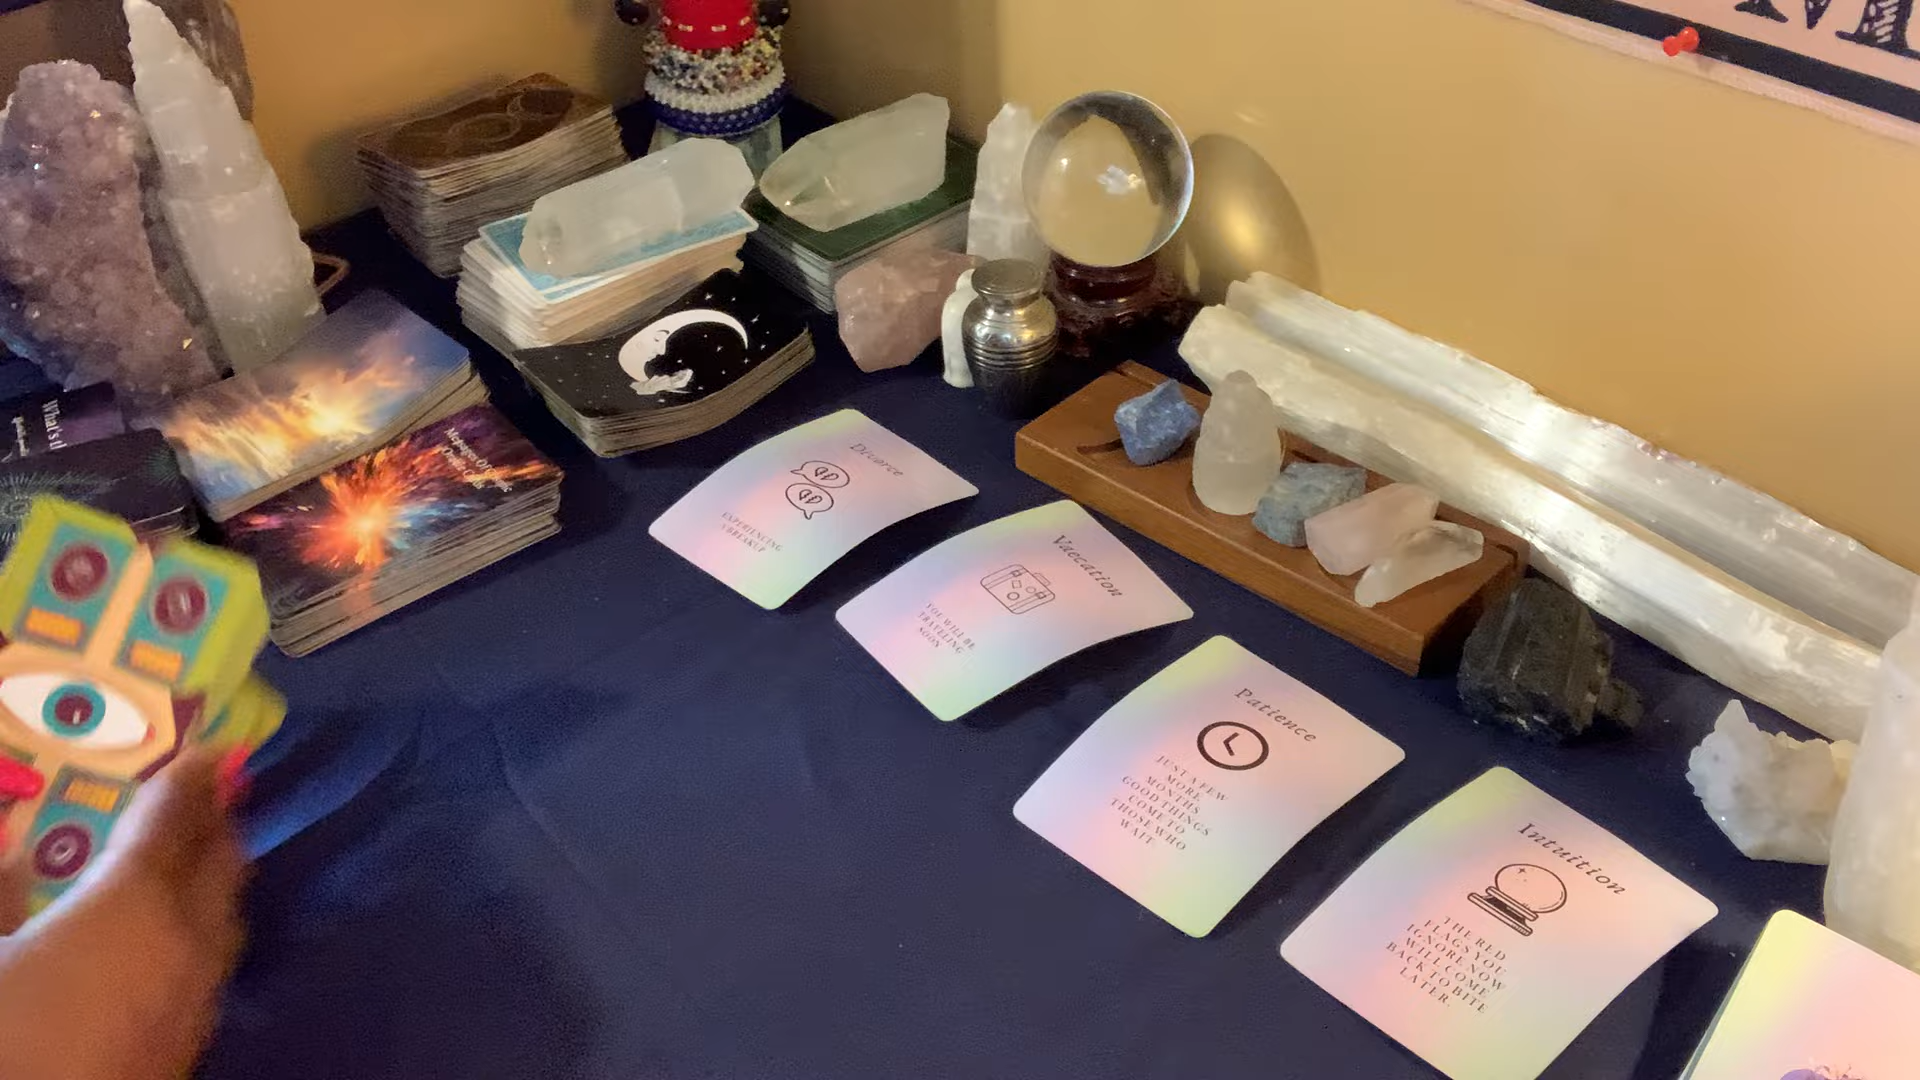 What's
Divorce
EXPERIENCING
A BREAKUP
Vacation
YOU WILL BE
TRAVELING
SOON
Patience
JUST A FEW
MORE
MONTHS
GOOD THINGS
COME TO
THOSE WHO
WAIT
Intuition
THE RED
FLAGS YOU
IGNORE NOW
WILL COME
BACK TO BITE
LATER.